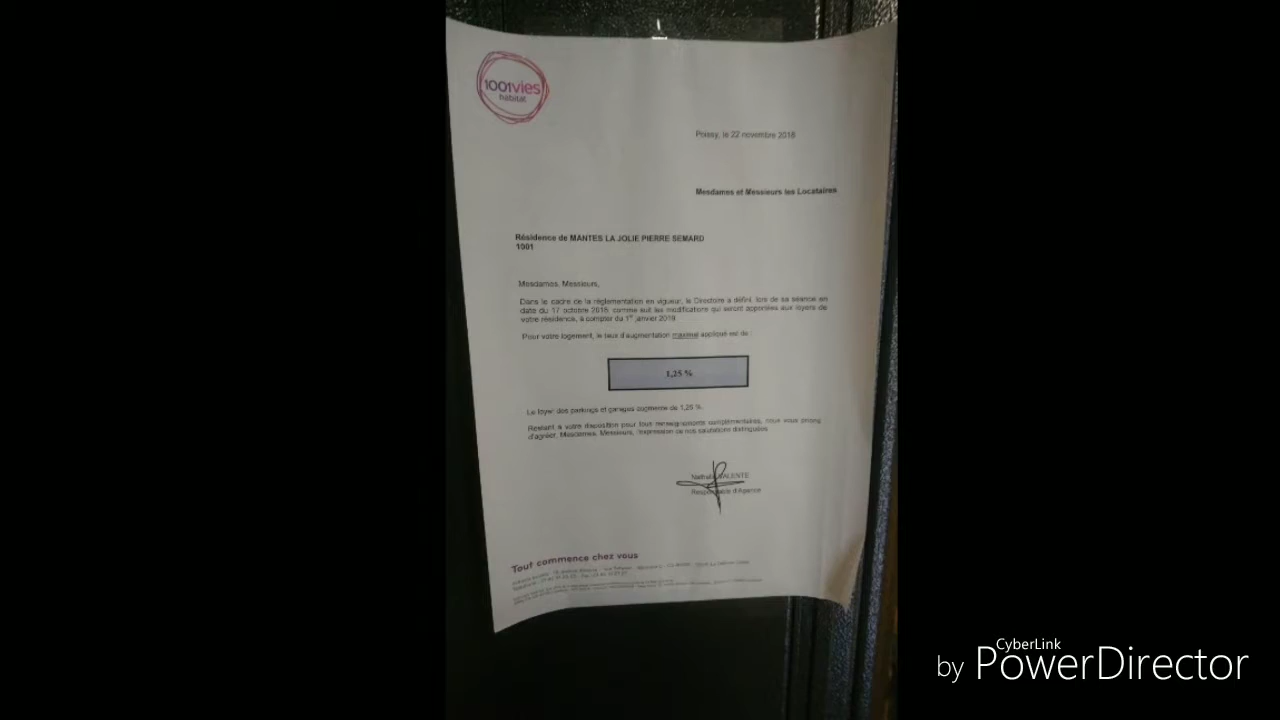 1001vies
habitat
Poissy, le 22 novembre 2018
Mesdames et Messieurs les Locataires
Résidence de MANTES LA JOLIE PIERRE SEMARD
1001
Mesdames, Messieurs,
Dans le cadre de la réglementation en vigueur, le Directoire a défini, lors de sa séance en
date du 17 octobre 2018, comme suit les modifications qui seront apportées aux loyers de
votre résidence, à compter du 1er janvier 2019.
Pour votre logement, le taux d'augmentation maximal appliqué est de :
1,25 %
Le loyer des parkings et garages augmente de 1,25 %.
Restant à votre disposition pour tous renseignements complémentaires, nous vous prions
d'agréer, Mesdames, Messieurs, l'expression de nos salutations distinguées.
Nathalie VALENTE
Responsable d'Agence
Tout commence chez vous
CyberLink
by PowerDirector